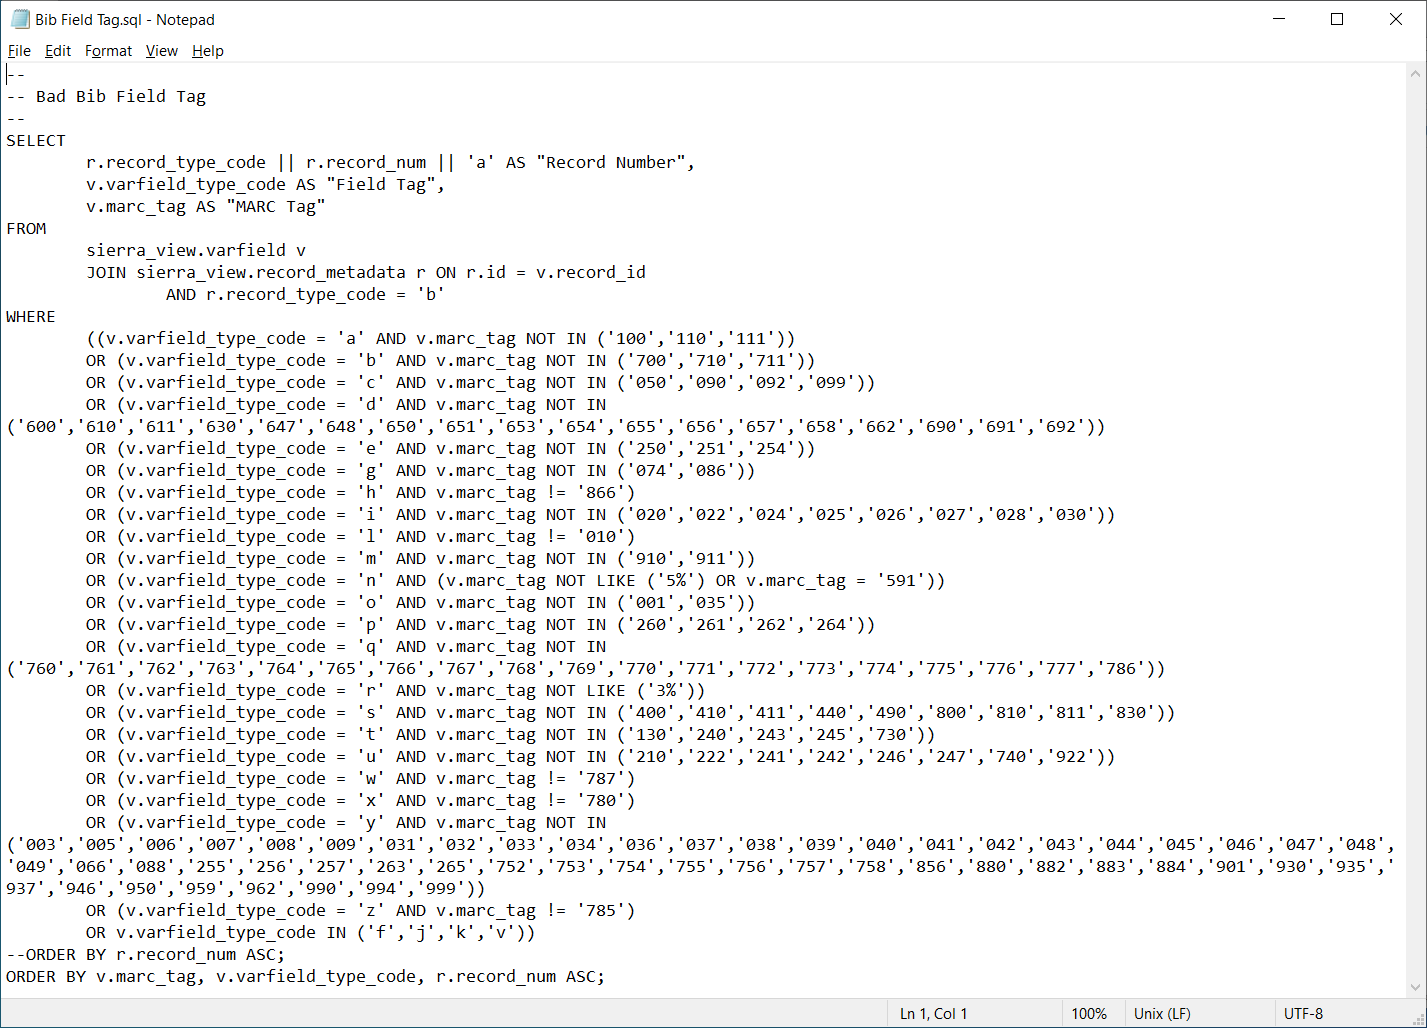 Bib Field Tag.sql - Notepad
File Edit Format View Help
--
-- Bad Bib Field Tag
--
SELECT
        r.record_type_code || r.record_num || 'a' AS "Record Number",
        v.varfield_type_code AS "Field Tag",
        v.marc_tag AS "MARC Tag"
FROM
        sierra_view.varfield v
        JOIN sierra_view.record_metadata r ON r.id = v.record_id
                AND r.record_type_code = 'b'
WHERE
        ((v.varfield_type_code = 'a' AND v.marc_tag NOT IN ('100','110','111'))
        OR (v.varfield_type_code = 'b' AND v.marc_tag NOT IN ('700','710','711'))
        OR (v.varfield_type_code = 'c' AND v.marc_tag NOT IN ('050','090','092','099'))
        OR (v.varfield_type_code = 'd' AND v.marc_tag NOT IN
('600','610','611','630','647','648','650','651','653','654','655','656','657','658','662','690','691','692'))
        OR (v.varfield_type_code = 'e' AND v.marc_tag NOT IN ('250','251','254'))
        OR (v.varfield_type_code = 'g' AND v.marc_tag NOT IN ('074','086'))
        OR (v.varfield_type_code = 'h' AND v.marc_tag != '866')
        OR (v.varfield_type_code = 'i' AND v.marc_tag NOT IN ('020','022','024','025','026','027','028','030'))
        OR (v.varfield_type_code = 'l' AND v.marc_tag != '010')
        OR (v.varfield_type_code = 'm' AND v.marc_tag NOT IN ('910','911'))
        OR (v.varfield_type_code = 'n' AND (v.marc_tag NOT LIKE ('5%') OR v.marc_tag = '591'))
        OR (v.varfield_type_code = 'o' AND v.marc_tag NOT IN ('001','035'))
        OR (v.varfield_type_code = 'p' AND v.marc_tag NOT IN ('260','261','262','264'))
        OR (v.varfield_type_code = 'q' AND v.marc_tag NOT IN
('760','761','762','763','764','765','766','767','768','769','770','771','772','773','774','775','776','777','786'))
        OR (v.varfield_type_code = 'r' AND v.marc_tag NOT LIKE ('3%'))
        OR (v.varfield_type_code = 's' AND v.marc_tag NOT IN ('400','410','411','440','490','800','810','811','830'))
        OR (v.varfield_type_code = 't' AND v.marc_tag NOT IN ('130','240','243','245','730'))
        OR (v.varfield_type_code = 'u' AND v.marc_tag NOT IN ('210','222','241','242','246','247','740','922'))
        OR (v.varfield_type_code = 'w' AND v.marc_tag != '787')
        OR (v.varfield_type_code = 'x' AND v.marc_tag != '780')
        OR (v.varfield_type_code = 'y' AND v.marc_tag NOT IN
('003','005','006','007','008','009','031','032','033','034','036','037','038','039','040','041','042','043','044','045','046','047','048',
'049','066','088','255','256','257','263','265','752','753','754','755','756','757','758','856','880','882','883','884','901','930','935','
937','946','950','959','962','990','994','999'))
        OR (v.varfield_type_code = 'z' AND v.marc_tag != '785')
        OR v.varfield_type_code IN ('f','j','k','v'))
--ORDER BY r.record_num ASC;
ORDER BY v.marc_tag, v.varfield_type_code, r.record_num ASC;
Ln 1, Col 1 100% Unix (LF) UTF-8